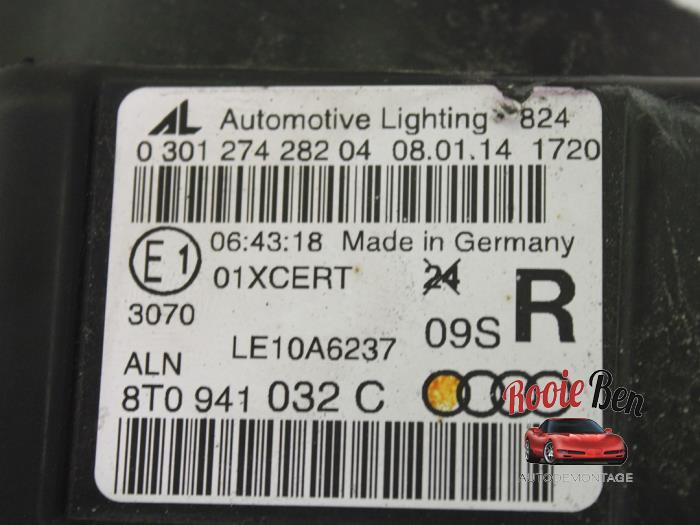 AL Automotive Lighting 824
0 301 274 282 04 08.01.14 1720
E1 06:43:18 Made in Germany
01XCERT 24
3070 R
LE10A6237 09S
ALN
8T0 941 032 C
Rooie Ben
AUTODEMONTAGE